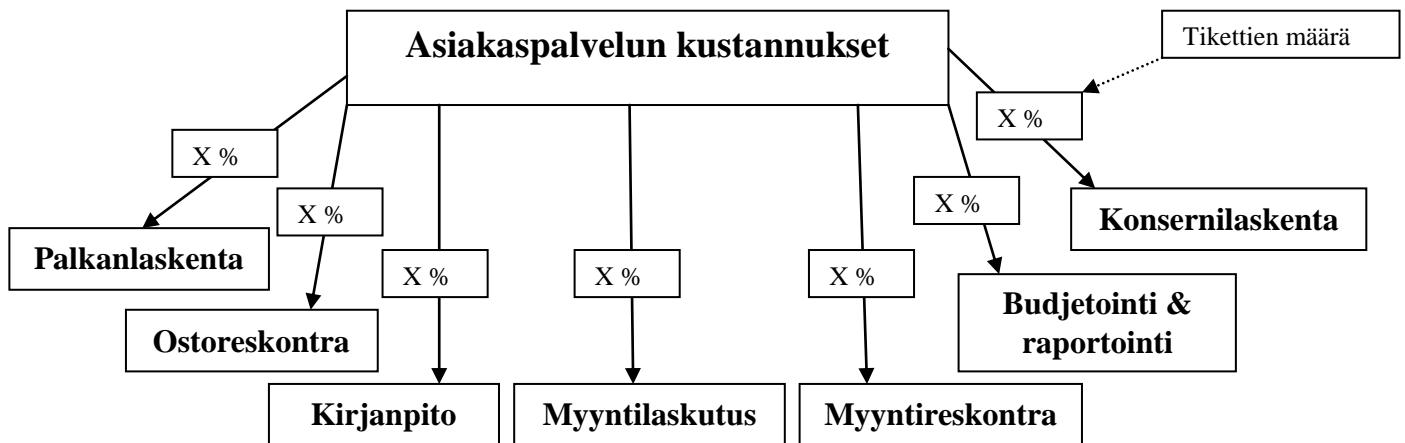 Asiakaspalvelun kustannukset
Tikettien määrä
X %
X %
X %
X %
X %
X %
X %
Palkanlaskenta
Ostoreskontra
Kirjanpito
Myyntilaskutus
Myyntireskontra
Budjetointi &
raportointi
Konsernilaskenta